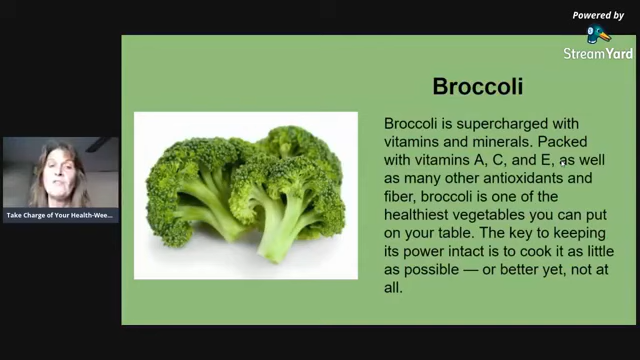 Powered by
StreamYard
Broccoli
Broccoli is supercharged with
vitamins and minerals. Packed
with vitamins A, C, and E, as well
as many other antioxidants and
fiber, broccoli is one of the
healthiest vegetables you can put
on your table. The key to keeping
its power intact is to cook it as little
as possible — or better yet, not at
all.
Take Charge of Your Health-Wee...